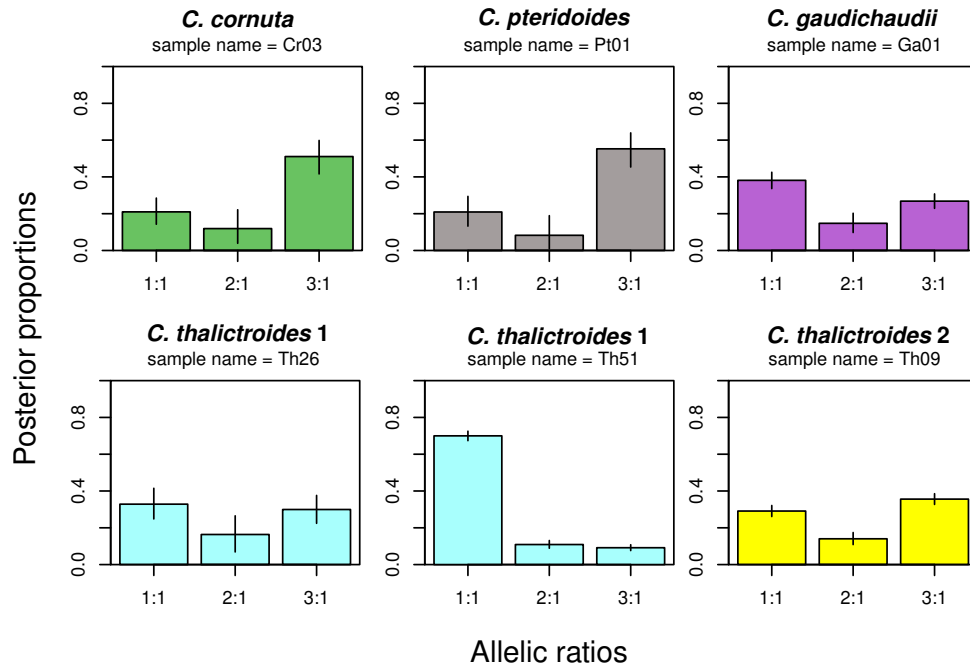 C. cornuta
sample name = Cr03
C. pteridoides
sample name = Pt01
C. gaudichaudii
sample name = Ga01
0.0 0.4 0.8
1:1 2:1 3:1
0.0 0.4 0.8
1:1 2:1 3:1
0.0 0.4 0.8
1:1 2:1 3:1
C. thalictroides 1
sample name = Th26
C. thalictroides 1
sample name = Th51
C. thalictroides 2
sample name = Th09
0.0 0.4 0.8
1:1 2:1 3:1
0.0 0.4 0.8
1:1 2:1 3:1
0.0 0.4 0.8
1:1 2:1 3:1
Posterior proportions
Allelic ratios